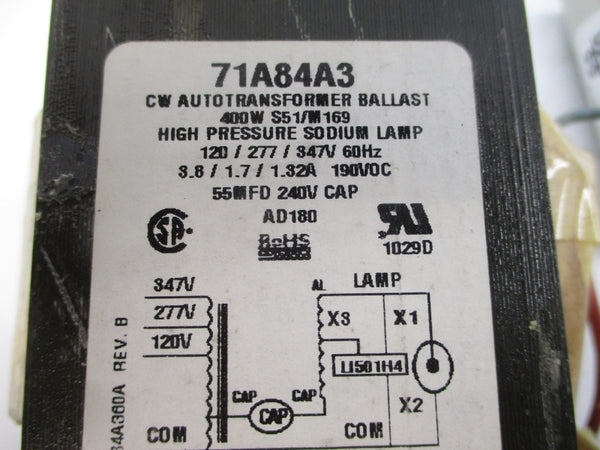 71A84A3
CW AUTOTRANSFORMER BALLAST
400W S51/M169
HIGH PRESSURE SODIUM LAMP
120 / 277 / 347V 60Hz
3.8 / 1.7 / 1.32A 190VOC
55MFD 240V CAP
AD180
RoHS
1029D
347V
AL
LAMP
277V
X3
X1
120V
LI501H4
CAP
CAP
CAP
X2
COM
COM
84A360A REV. B